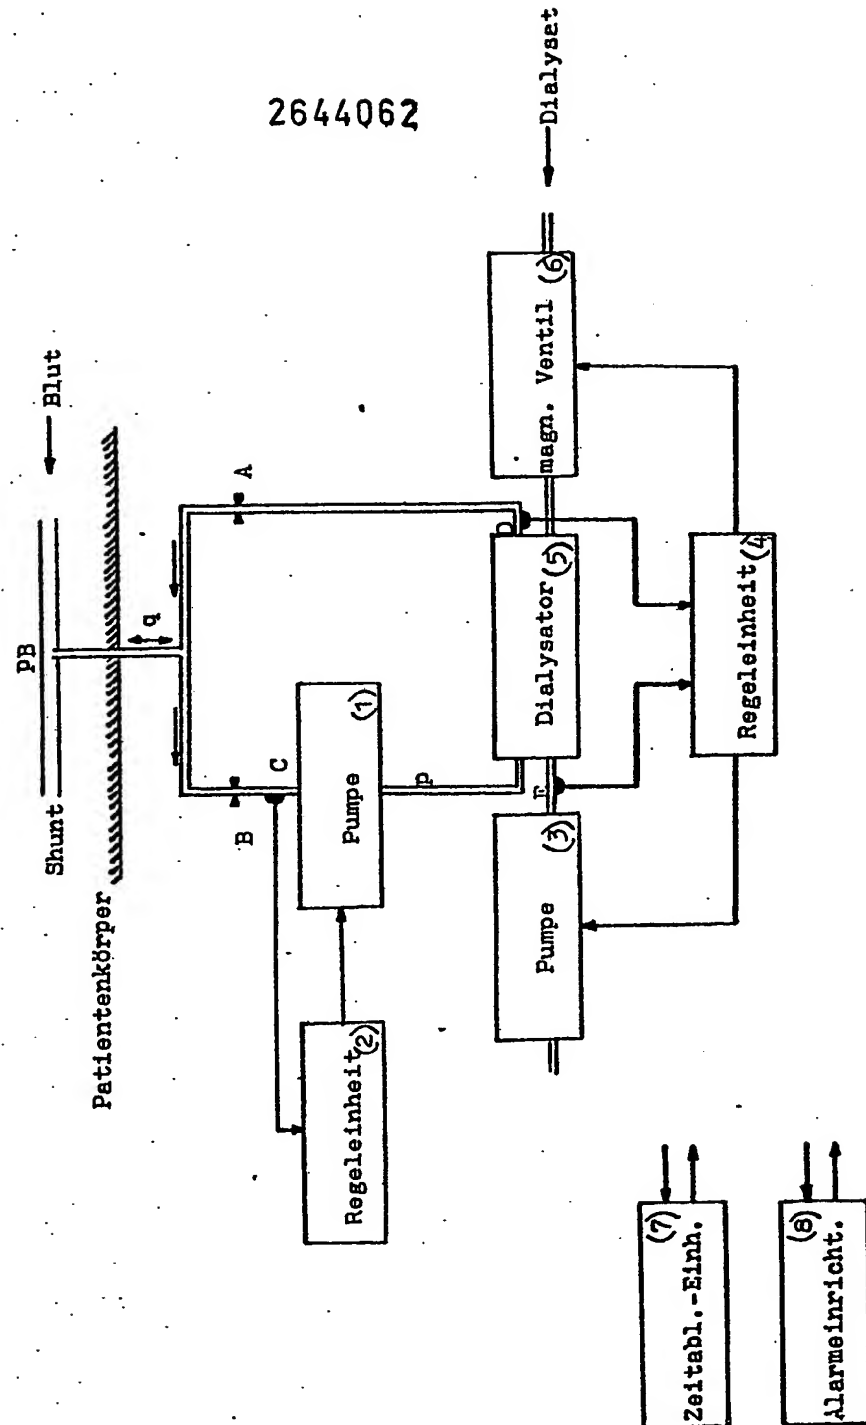 2644062
Shunt
PB
Blut
Patientenkörper
q
B
A
C
Regeleinheit (2)
Pumpe (1)
p
D
Pumpe (3)
E
Dialysator (5)
magn. Ventil (6)
Dialysat
Regeleinheit (4)
Zeitabl.-Einh. (7)
Alarmeinricht. (8)